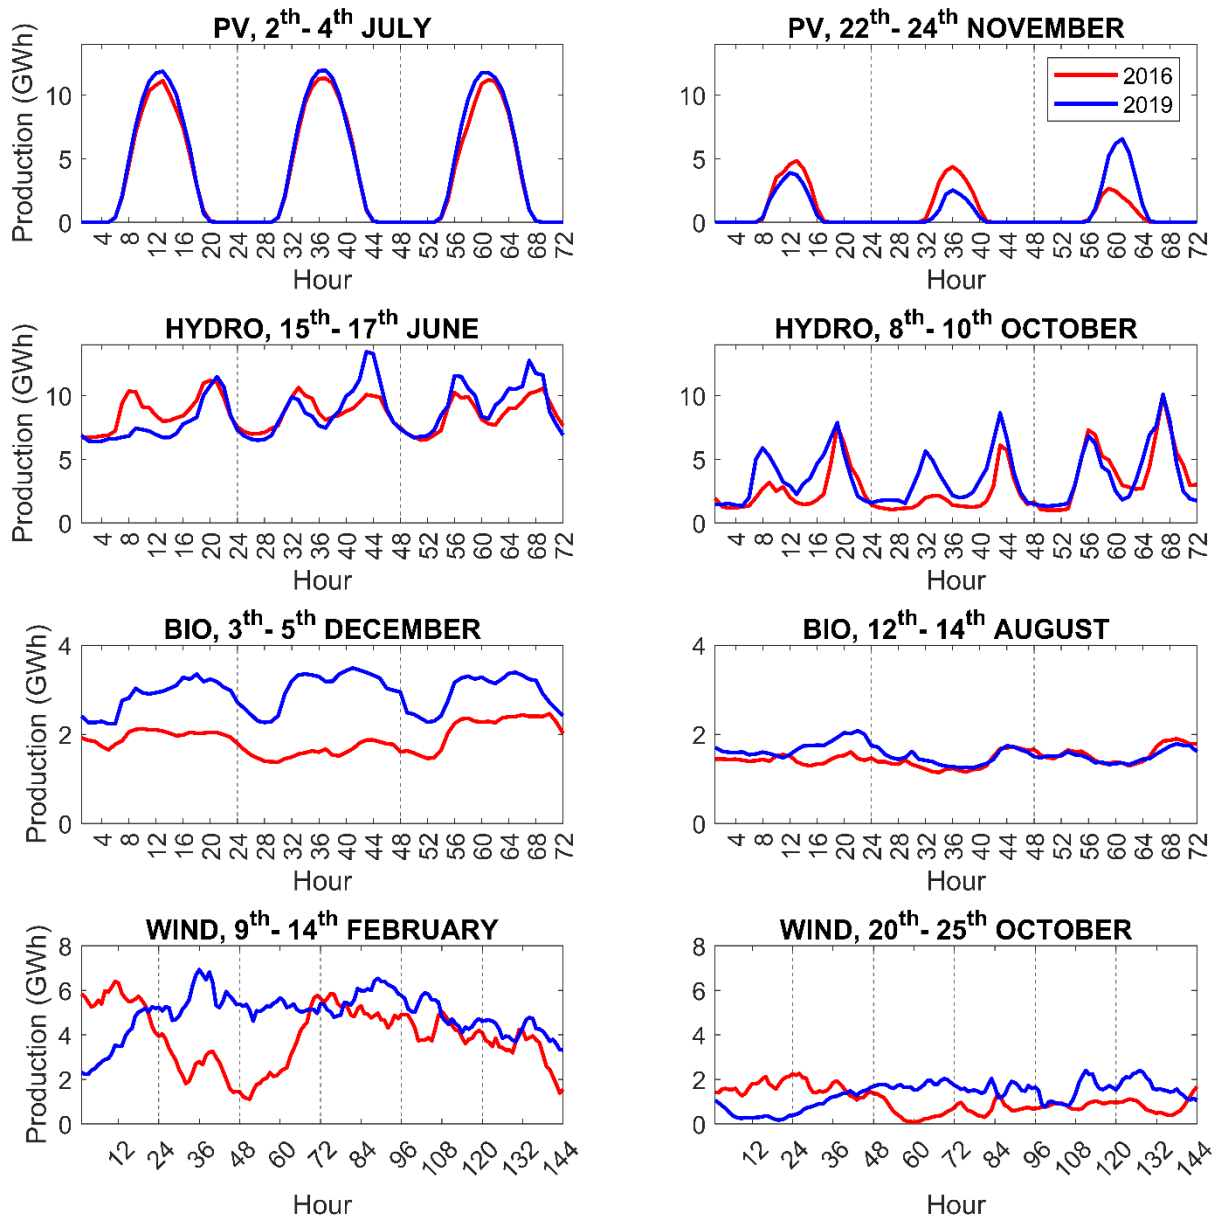 PV, 2th- 4th JULY
Production (GWh)
10
5
0
4 8 12 16 20 24 28 32 36 40 44 48 52 56 60 64 68 72
Hour
PV, 22th- 24th NOVEMBER
2016
2019
10
5
0
4 8 12 16 20 24 28 32 36 40 44 48 52 56 60 64 68 72
Hour
HYDRO, 15th- 17th JUNE
Production (GWh)
10
5
0
4 8 12 16 20 24 28 32 36 40 44 48 52 56 60 64 68 72
Hour
HYDRO, 8th- 10th OCTOBER
10
5
0
4 8 12 16 20 24 28 32 36 40 44 48 52 56 60 64 68 72
Hour
BIO, 3th- 5th DECEMBER
Production (GWh)
4
2
0
4 8 12 16 20 24 28 32 36 40 44 48 52 56 60 64 68 72
Hour
BIO, 12th- 14th AUGUST
4
2
0
4 8 12 16 20 24 28 32 36 40 44 48 52 56 60 64 68 72
Hour
WIND, 9th- 14th FEBRUARY
Production (GWh)
8
6
4
2
0
12 24 36 48 60 72 84 96 108 120 132 144
Hour
WIND, 20th- 25th OCTOBER
8
6
4
2
0
12 24 36 48 60 72 84 96 108 120 132 144
Hour